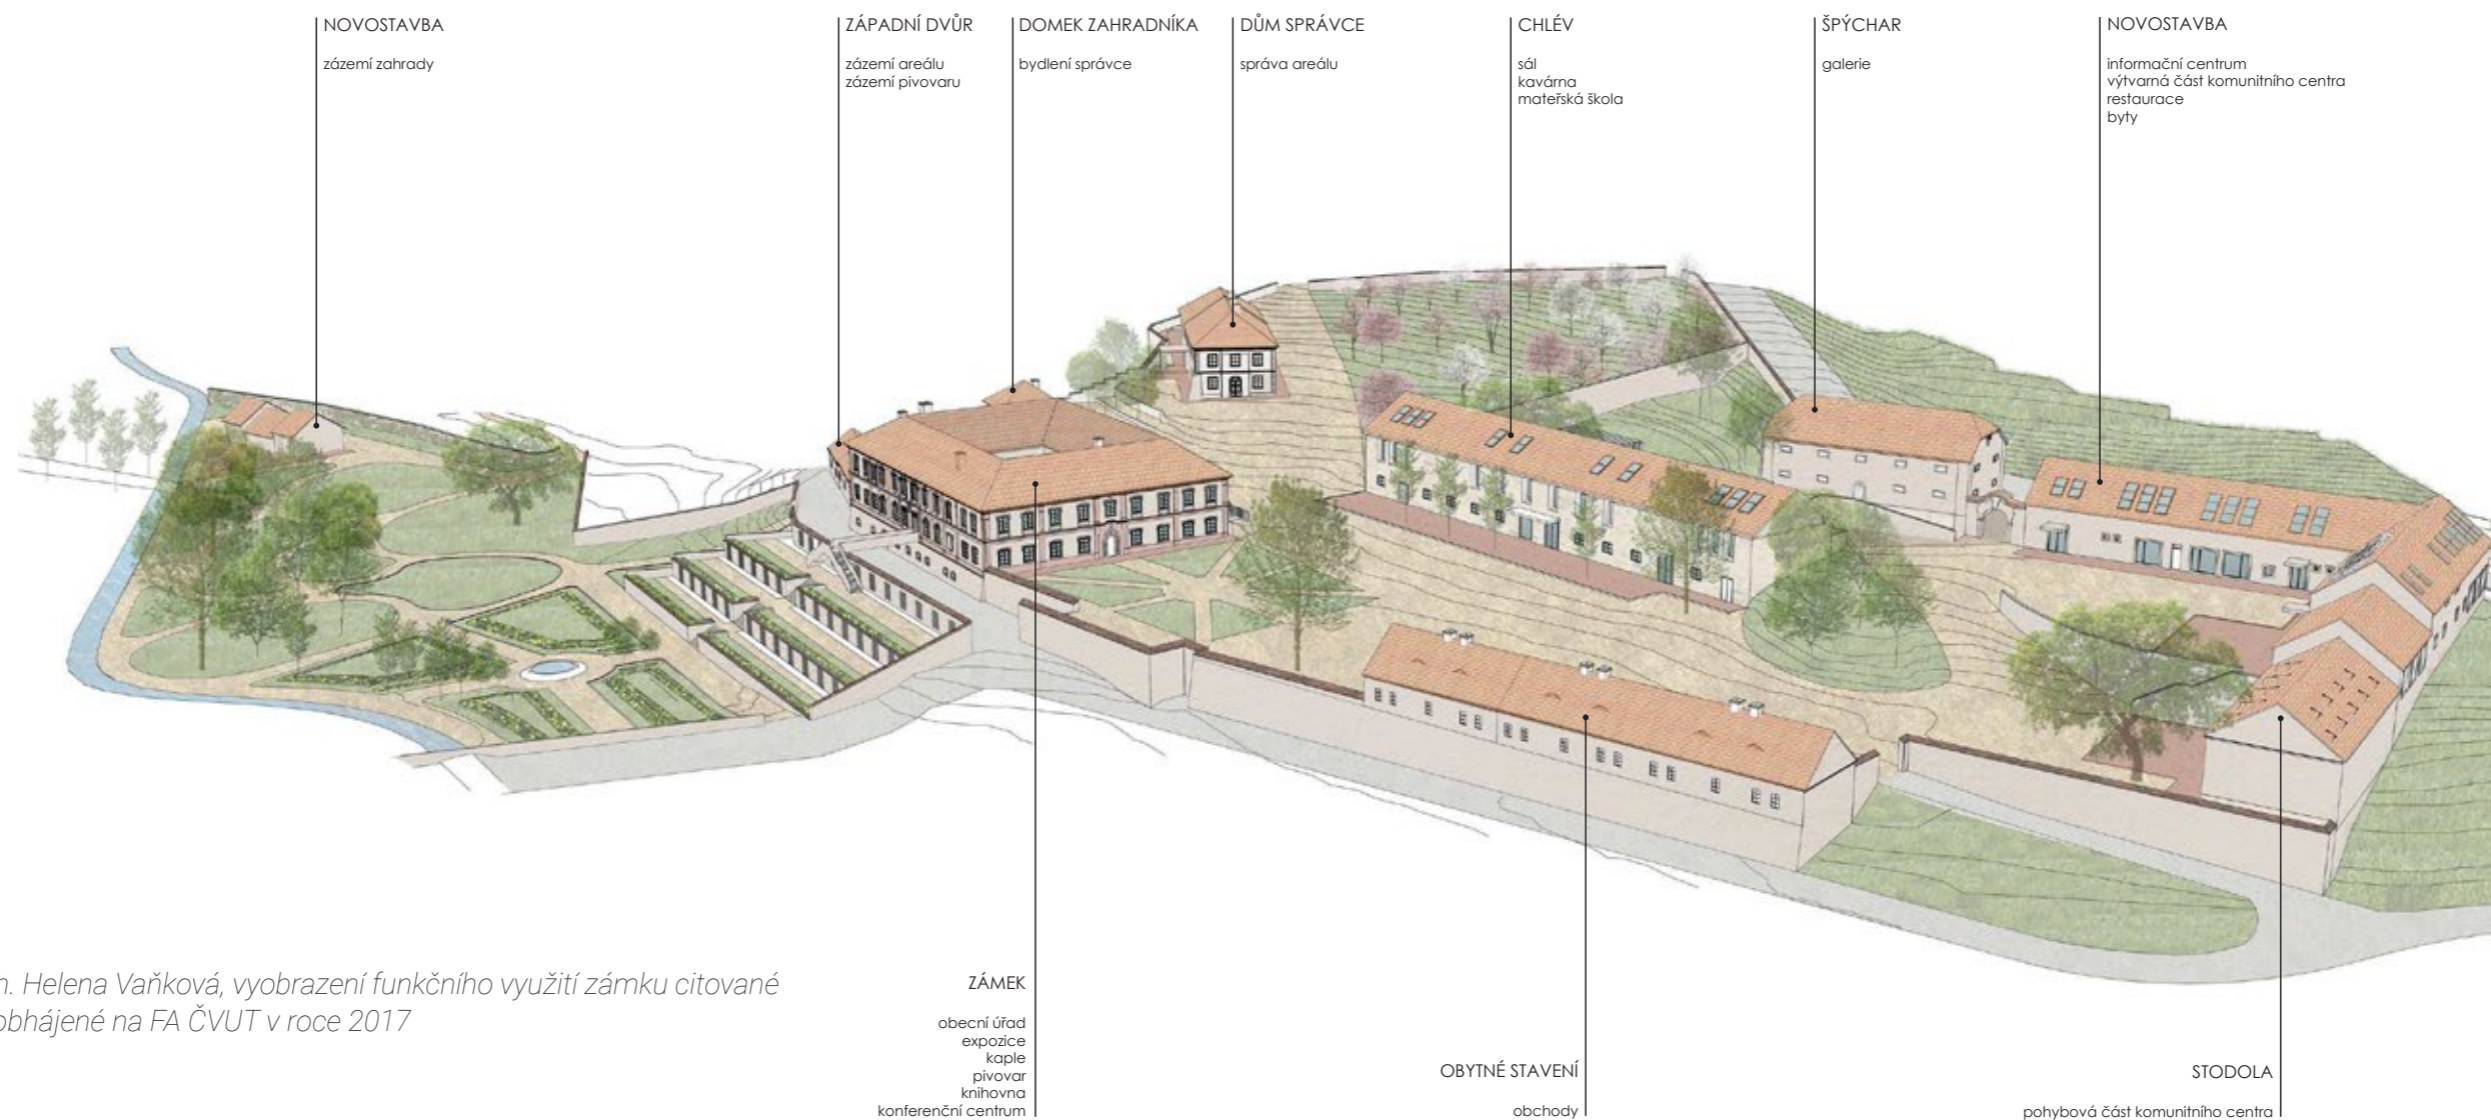 NOVOSTAVBA
zázemí zahrady
ZÁPADNÍ DVŮR
zázemí areálu
zázemí pivovaru
DOMEK ZAHRADNÍKA
bydlení správce
DŮM SPRÁVCE
správa areálu
CHLÉV
sál
kavárna
mateřská škola
ŠPÝCHAR
galerie
NOVOSTAVBA
informační centrum
výtvarná část komunitního centra
restaurace
byty
Helena Vaňková, vyobrazení funkčního využití zámku citované
obhájené na FA ČVUT v roce 2017
ZÁMEK
obecní úřad
expozice
kaple
pivovar
knihovna
konferenční centrum
OBYTNÉ STAVENÍ
obchody
STODOLA
pohybová část komunitního centra